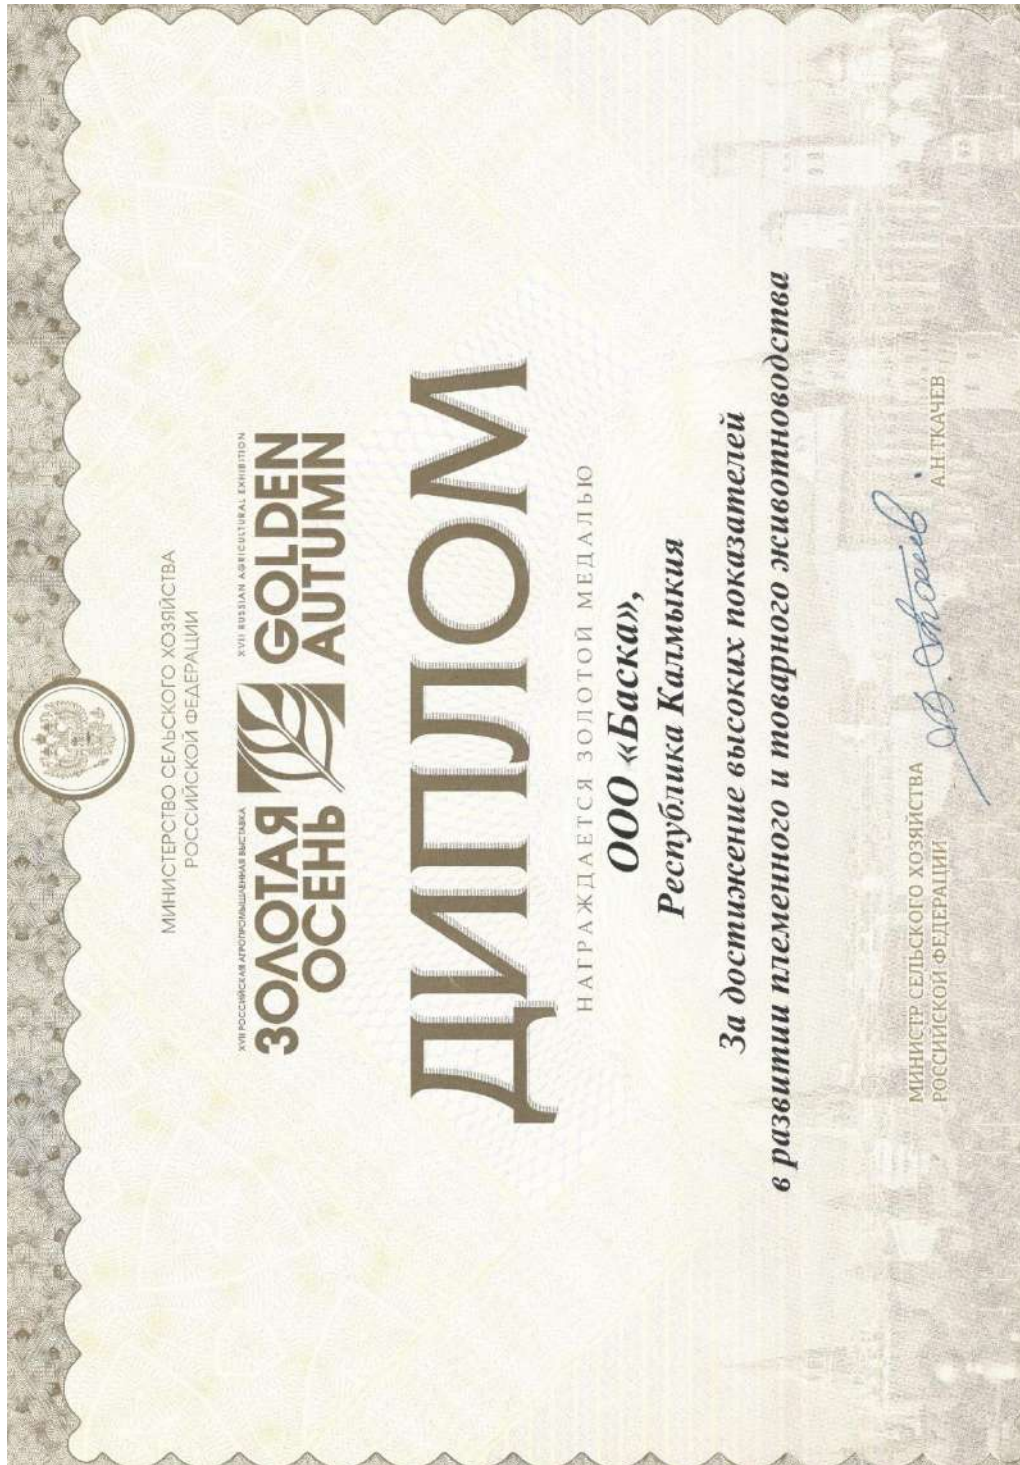 МИНИСТЕРСТВО СЕЛЬСКОГО ХОЗЯЙСТВА
РОССИЙСКОЙ ФЕДЕРАЦИИ
XVII РОССИЙСКАЯ АГРОПРОМЫШЛЕННАЯ ВЫСТАВКА
ЗОЛОТАЯ
ОСЕНЬ
XVII RUSSIAN AGRICULTURAL EXHIBITION
GOLDEN
AUTUMN
ДИПЛОМ
НАГРАЖДАЕТСЯ ЗОЛОТОЙ МЕДАЛЬЮ
ООО «Баска»,
Республика Калмыкия
За достижение высоких показателей
в развитии племенного и товарного животноводства
МИНИСТР СЕЛЬСКОГО ХОЗЯЙСТВА
РОССИЙСКОЙ ФЕДЕРАЦИИ
А.Н.ТКАЧЕВ